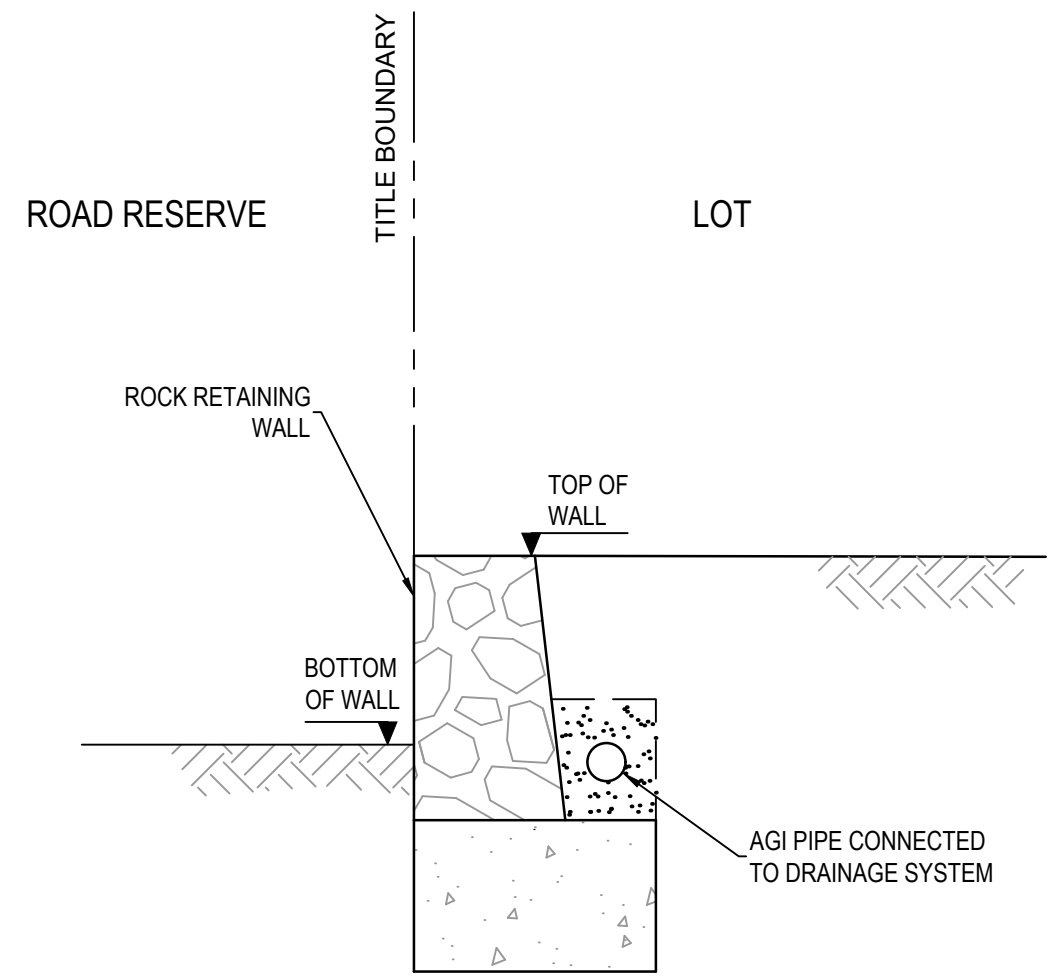 TITLE BOUNDARY
ROAD RESERVE
LOT
ROCK RETAINING
WALL
TOP OF
WALL
BOTTOM
OF WALL
AGI PIPE CONNECTED
TO DRAINAGE SYSTEM